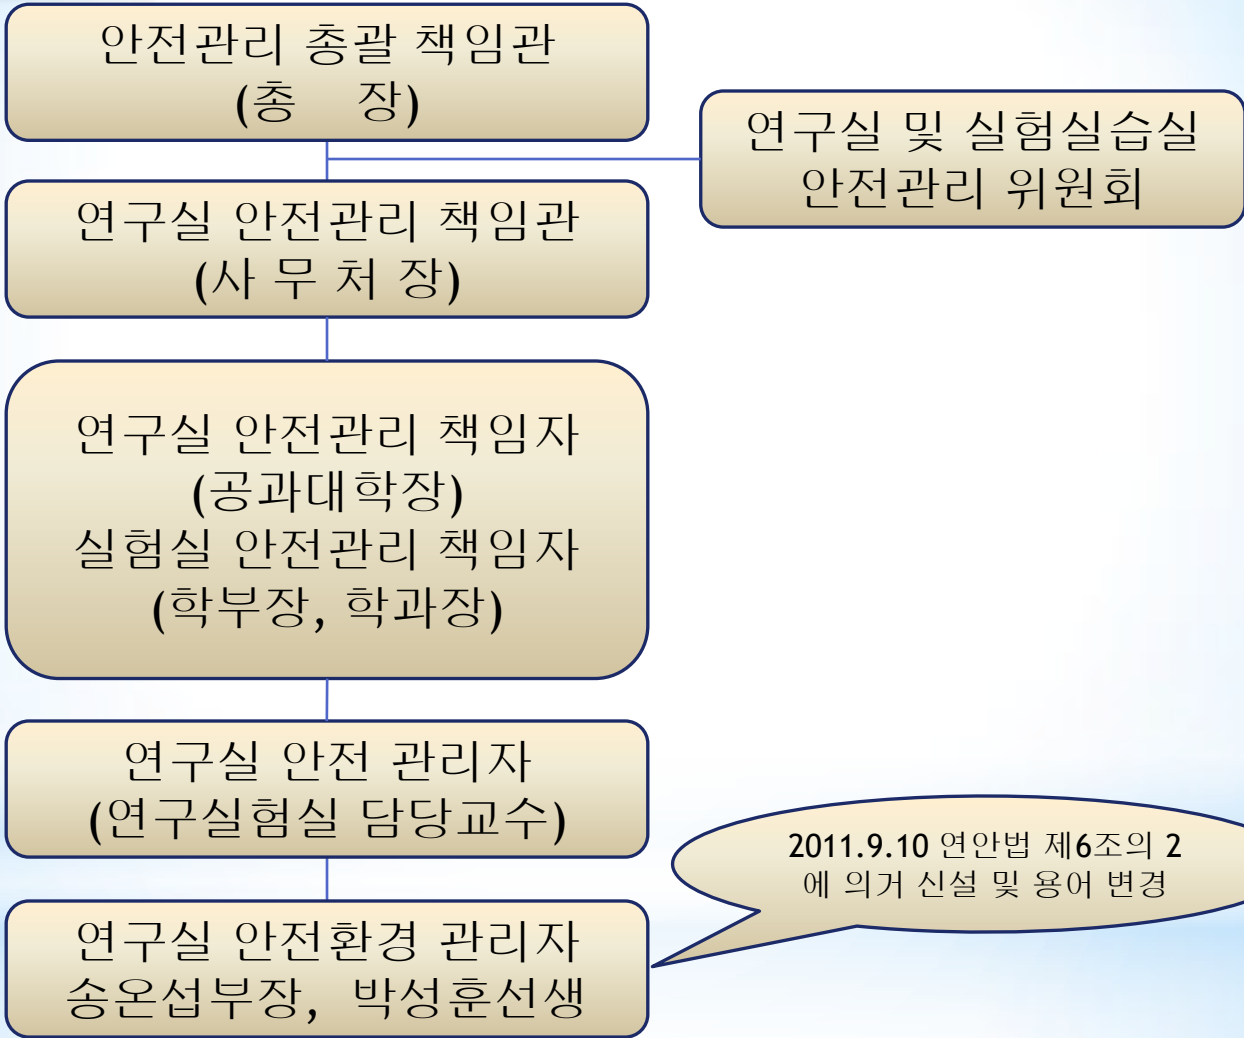 안전관리 총괄 책임관
(총 장)
연구실 및 실험실습실
안전관리 위원회
연구실 안전관리 책임관
(사 무 처 장)
연구실 안전관리 책임자
(공과대학장)
실험실 안전관리 책임자
(학부장, 학과장)
연구실 안전 관리자
(연구실험실 담당교수)
2011.9.10 연안법 제6조의 2
에 의거 신설 및 용어 변경
연구실 안전환경 관리자
송온섭부장, 박성훈선생